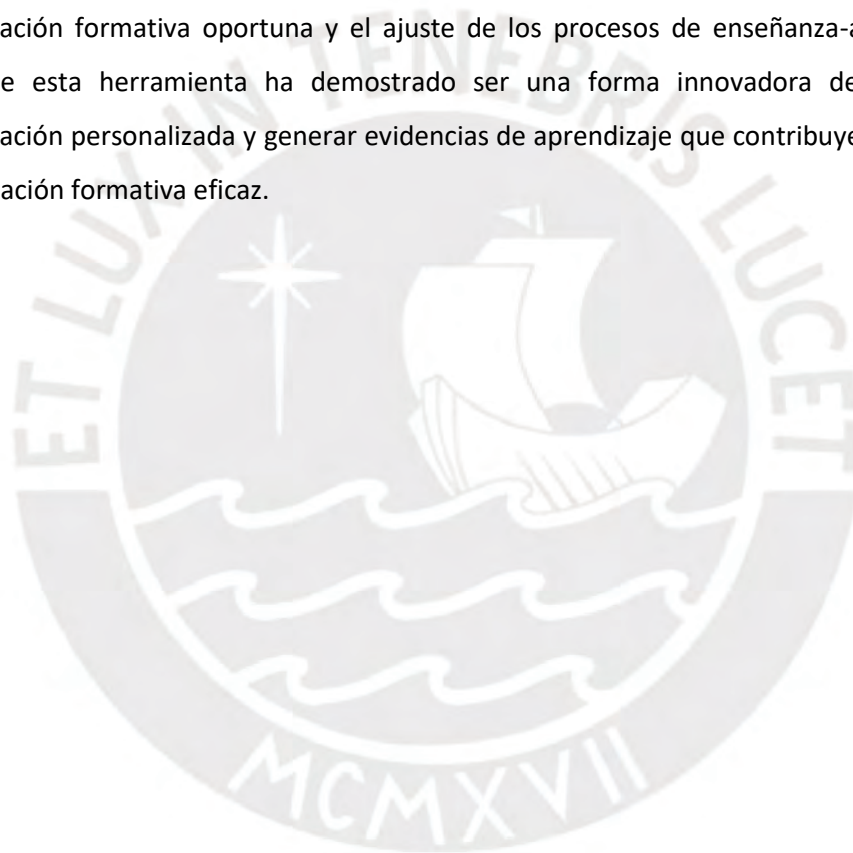 ación formativa oportuna y el ajuste de los procesos de enseñanza-a
e esta herramienta ha demostrado ser una forma innovadora de
ación personalizada y generar evidencias de aprendizaje que contribuye
ación formativa eficaz.
ET LUX IN TENEBRIS LUCET
MCMXVII